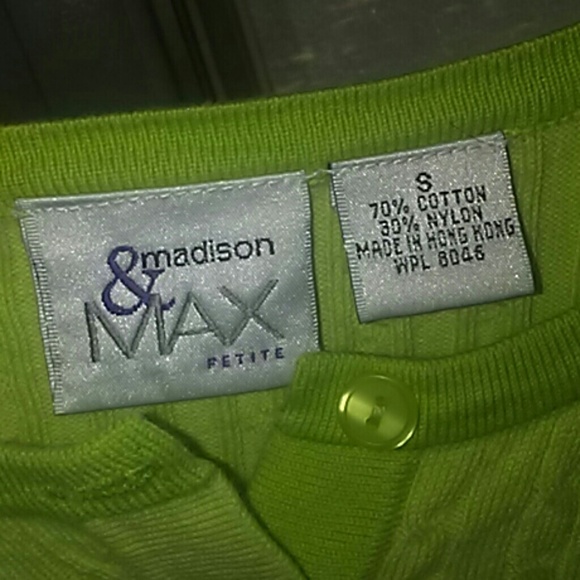 madison
& MAX
PETITE
S
70% COTTON
30% NYLON
MADE IN HONG KONG
WPL 8046